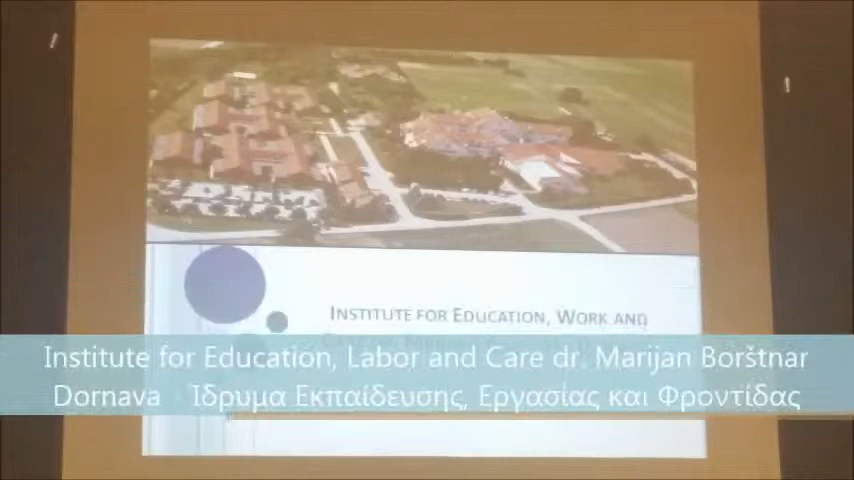 INSTITUTE FOR EDUCATION, WORK AND
Institute for Education, Labor and Care dr. Marijan Borštnar
Dornava Ίδρυμα Εκπαίδευσης, Εργασίας και Φροντίδας